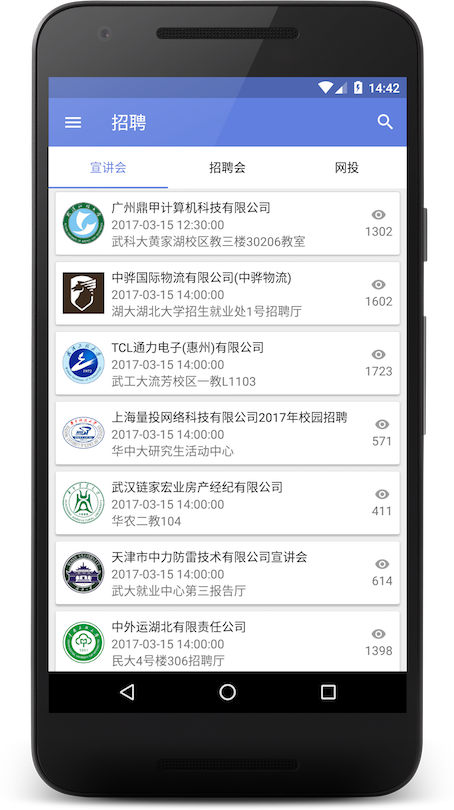 14:42
招聘
宣讲会
招聘会
网投
广州鼎甲计算机科技有限公司
2017-03-15 12:30:00
武科大黄家湖校区教三楼30206教室
1302
中骅国际物流有限公司(中骅物流)
2017-03-15 14:00:00
湖大湖北大学招生就业处1号招聘厅
1602
TCL通力电子(惠州)有限公司
2017-03-15 14:00:00
武工大流芳校区一教L1103
1723
上海量投网络科技有限公司2017年校园招聘
2017-03-15 14:00:00
华中大研究生活动中心
571
武汉链家宏业房产经纪有限公司
2017-03-15 14:00:00
华农二教104
411
天津市中力防雷技术有限公司宣讲会
2017-03-15 14:00:00
武大就业中心第三报告厅
614
中外运湖北有限责任公司
2017-03-15 14:00:00
民大4号楼306招聘厅
1398